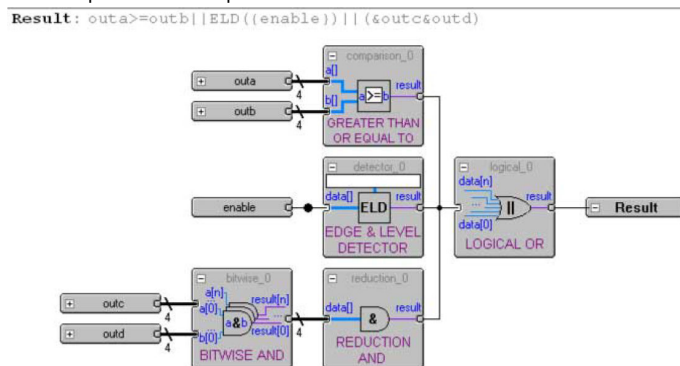 Result: outa>=outb||ELD((enable))||(&outc&outd)
comparison_0
a[]
outa
4
result
a>=b
b[]
outb
4
GREATER THAN
OR EQUAL TO
detector_0
logical_0
data[n]
enable
data[]
ELD
result
...
||
result
Result
data[0]
EDGE & LEVEL
DETECTOR
LOGICAL OR
bitwise_0
reduction_0
a[n]
result[n]
outc
4
a[0]
...
data[]
result
a&b
...
&
outd
4
b[0]
result[0]
4
BITWISE AND
REDUCTION
AND